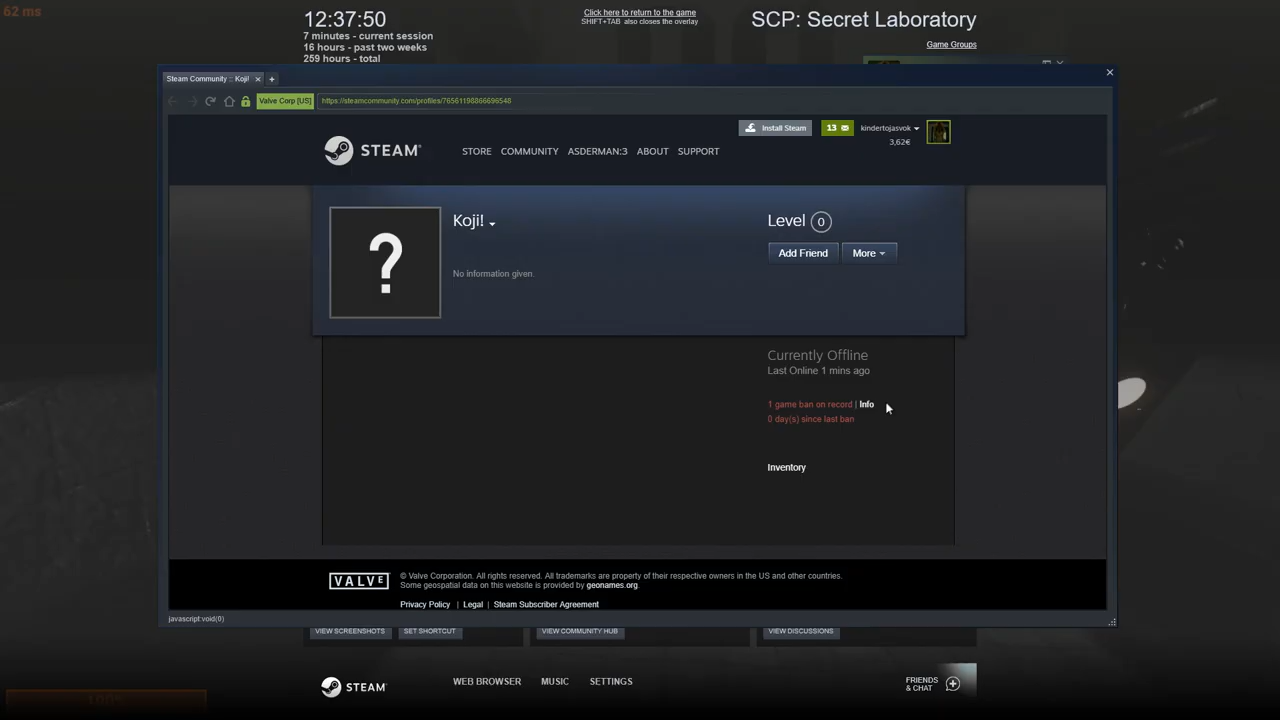 62 ms
12:37:50
7 minutes - current session
16 hours - past two weeks
259 hours - total
Click here to return to the game
SHIFT+TAB also closes the overlay
SCP: Secret Laboratory
Game Groups
Steam Community :: Koji! × +
Valve Corp [US] https://steamcommunity.com/profiles/76561198866696548
Install Steam 13 kindertojasvok
3,62€
STEAM STORE COMMUNITY ASDERMAN:3 ABOUT SUPPORT
? Koji! Level 0
Add Friend More
No information given.
Currently Offline
Last Online 1 mins ago
1 game ban on record | Info
0 day(s) since last ban
Inventory
VALVE © Valve Corporation. All rights reserved. All trademarks are property of their respective owners in the US and other countries.
Some geospatial data on this website is provided by geonames.org.
Privacy Policy | Legal | Steam Subscriber Agreement
javascript:void(0)
VIEW SCREENSHOTS SET SHORTCUT VIEW COMMUNITY HUB VIEW DISCUSSIONS
STEAM WEB BROWSER MUSIC SETTINGS FRIENDS
& CHAT